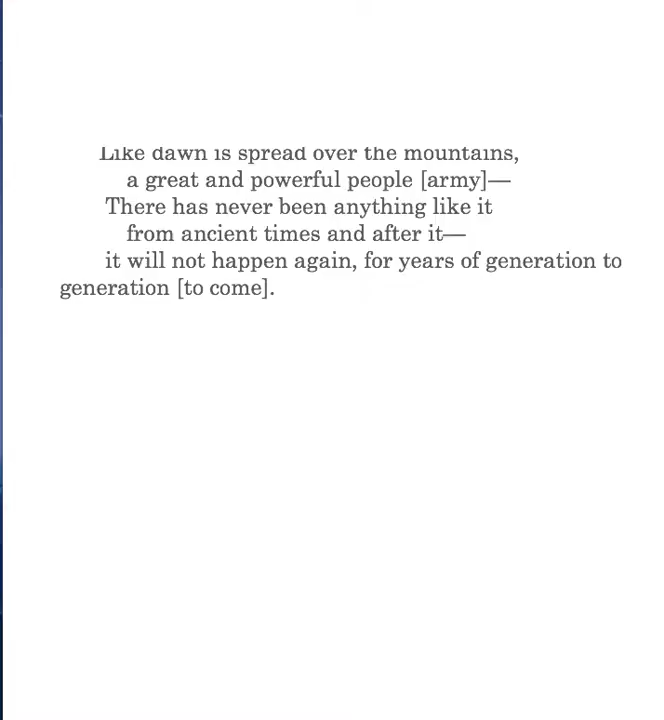 Like dawn is spread over the mountains,
a great and powerful people [army]—
There has never been anything like it
from ancient times and after it—
it will not happen again, for years of generation to
generation [to come].